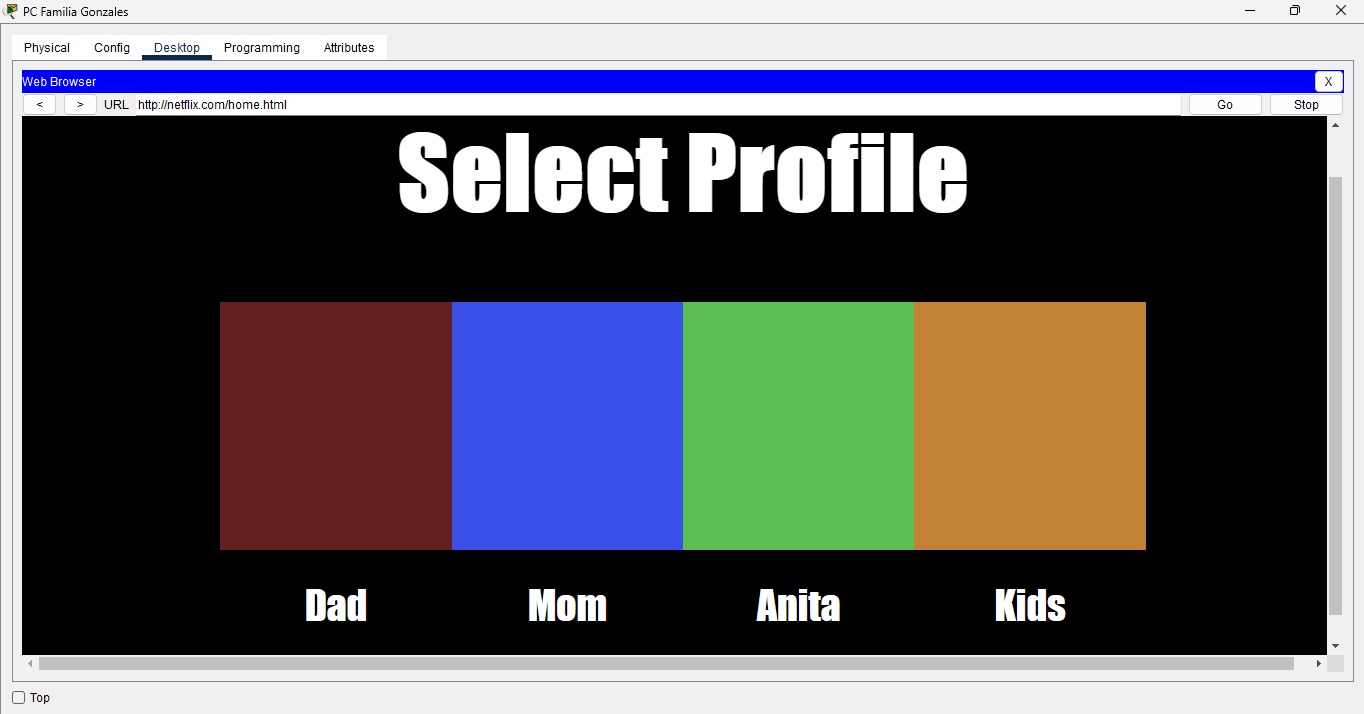 PC Familia Gonzales
Physical Config Desktop Programming Attributes
Web Browser X
< > URL http://netflix.com/home.html Go Stop
Select Profile
Dad Mom Anita Kids
Top